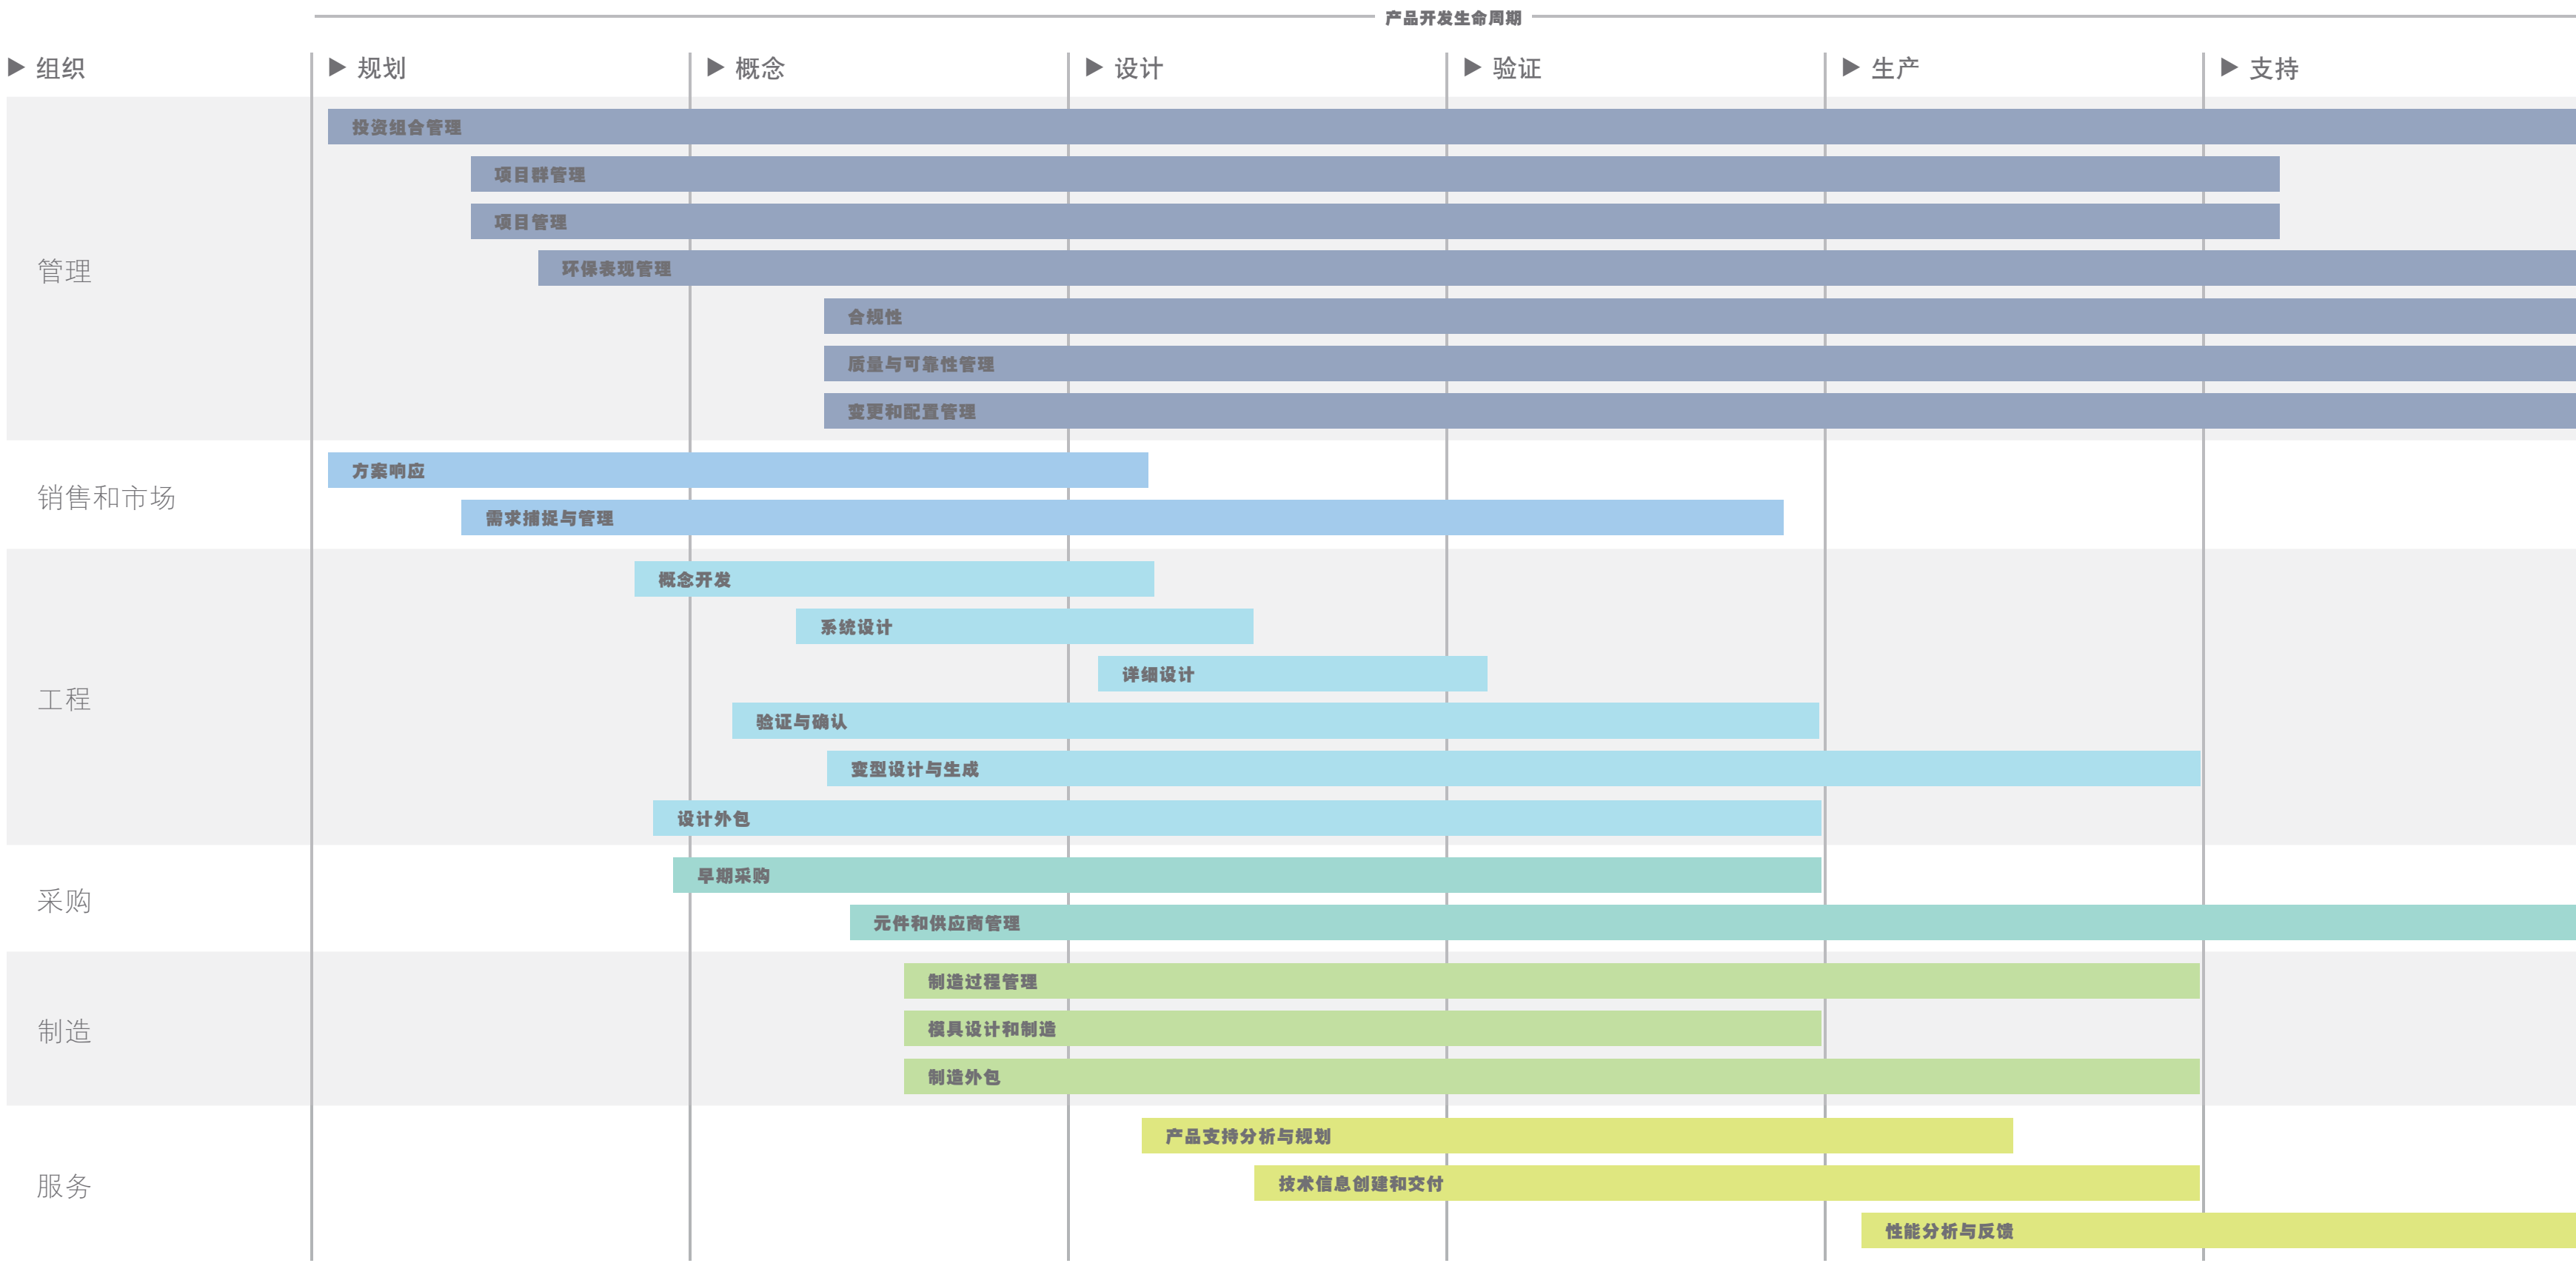 产品开发生命周期
组织 规划 概念 设计 验证 生产 支持
管理
投资组合管理
项目群管理
项目管理
环保表现管理
合规性
质量与可靠性管理
变更和配置管理
销售和市场
方案响应
需求捕捉与管理
工程
概念开发
系统设计
详细设计
验证与确认
变型设计与生成
设计外包
采购
早期采购
元件和供应商管理
制造
制造过程管理
模具设计和制造
制造外包
服务
产品支持分析与规划
技术信息创建和交付
性能分析与反馈